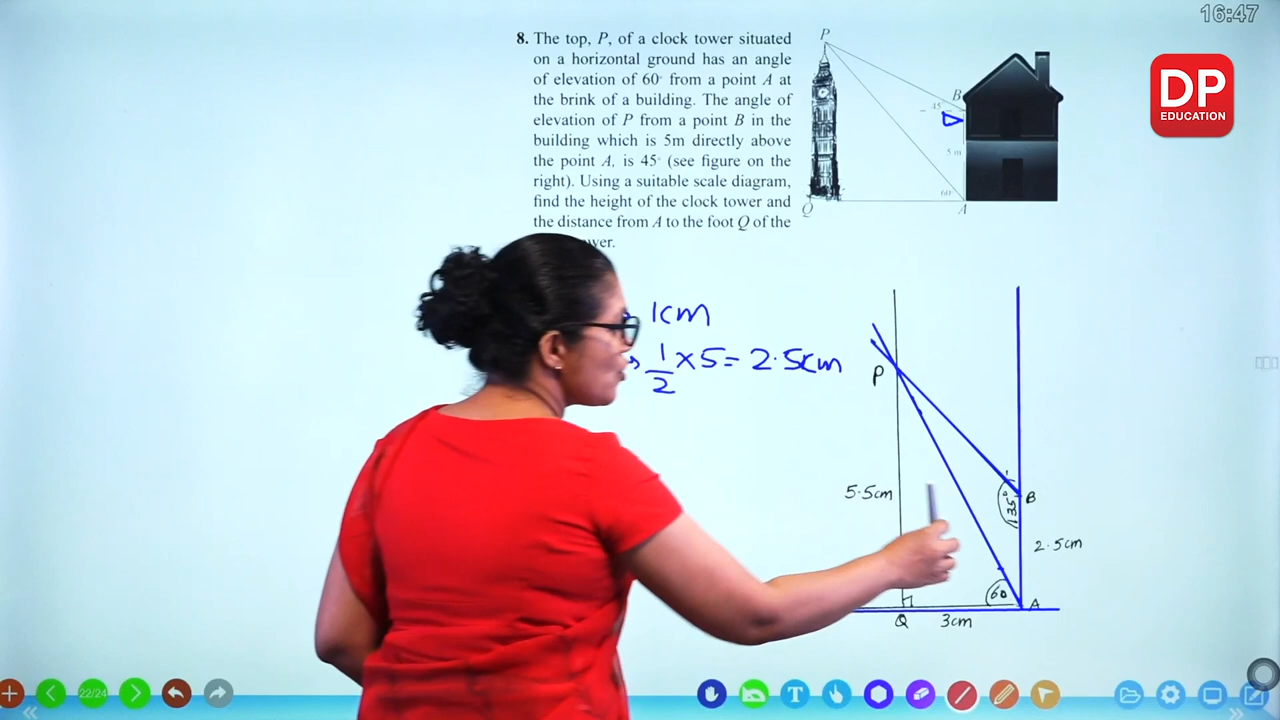 16:47
DP
EDUCATION
8. The top, P, of a clock tower situated
on a horizontal ground has an angle
of elevation of 60° from a point A at
the brink of a building. The angle of
elevation of P from a point B in the
building which is 5m directly above
the point A, is 45° (see figure on the
right). Using a suitable scale diagram,
find the height of the clock tower and
the distance from A to the foot Q of the
wer.
P
B
45°
5 m
60°
Q
A
1cm
1/2 × 5 = 2.5cm
P
5.5cm
135°
B
2.5cm
60
A
Q
3cm
22/24
T